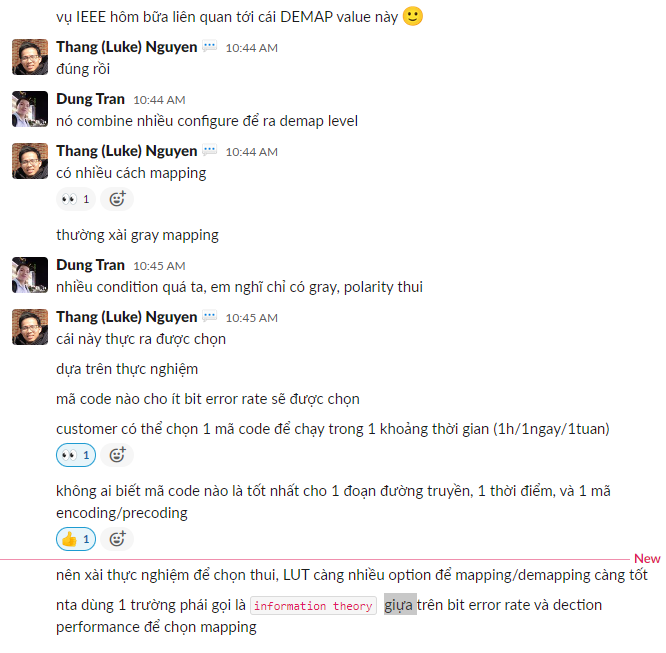 vụ IEEE hôm bữa liên quan tới cái DEMAP value này
Thang (Luke) Nguyen 10:44 AM
đúng rồi
Dung Tran 10:44 AM
nó combine nhiều configure để ra demap level
Thang (Luke) Nguyen 10:44 AM
có nhiều cách mapping
1
thường xài gray mapping
Dung Tran 10:45 AM
nhiều condition quá ta, em nghĩ chỉ có gray, polarity thui
Thang (Luke) Nguyen 10:45 AM
cái này thực ra được chọn
dựa trên thực nghiệm
mã code nào cho ít bit error rate sẽ được chọn
customer có thể chọn 1 mã code để chạy trong 1 khoảng thời gian (1h/1ngay/1tuan)
1
không ai biết mã code nào là tốt nhất cho 1 đoạn đường truyền, 1 thời điểm, và 1 mã
encoding/precoding
1
New
nên xài thực nghiệm để chọn thui, LUT càng nhiều option để mapping/demapping càng tốt
nta dùng 1 trường phái gọi là information theory giựa trên bit error rate và dection
performance để chọn mapping